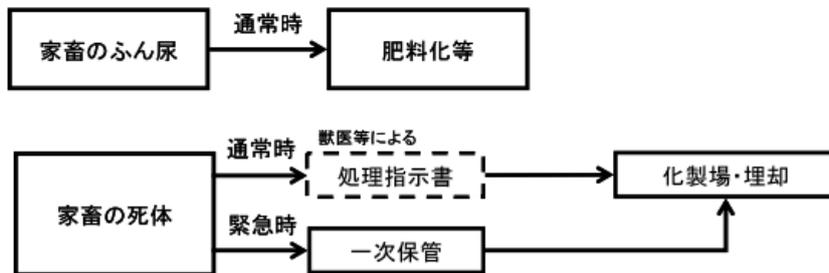 通常時
家畜のふん尿
肥料化等
獣医等による
通常時
処理指示書
化製場・埋却
家畜の死体
緊急時
一次保管